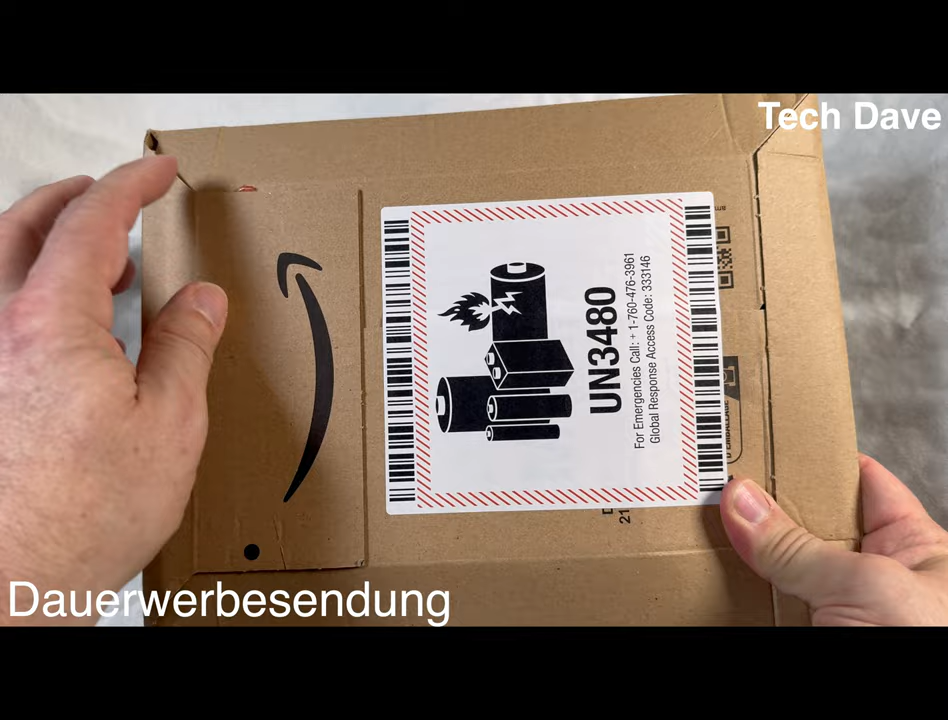 Tech Dave
UN3480
For Emergencies Call: + 1-760-476-3961
Global Response Access Code: 333146
Dauerwerbesendung